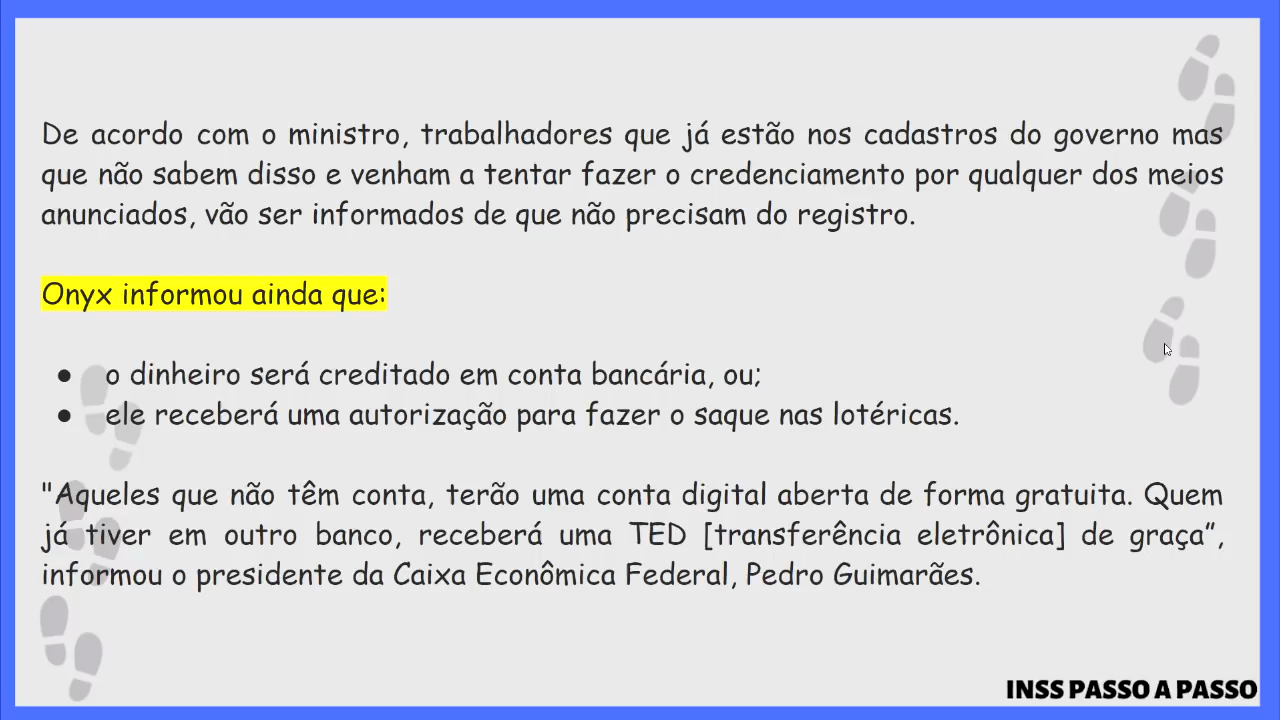 De acordo com o ministro, trabalhadores que já estão nos cadastros do governo mas
que não sabem disso e venham a tentar fazer o credenciamento por qualquer dos meios
anunciados, vão ser informados de que não precisam do registro.
Onyx informou ainda que:
● o dinheiro será creditado em conta bancária, ou;
● ele receberá uma autorização para fazer o saque nas lotéricas.
"Aqueles que não têm conta, terão uma conta digital aberta de forma gratuita. Quem
já tiver em outro banco, receberá uma TED [transferência eletrônica] de graça”,
informou o presidente da Caixa Econômica Federal, Pedro Guimarães.
INSS PASSO A PASSO